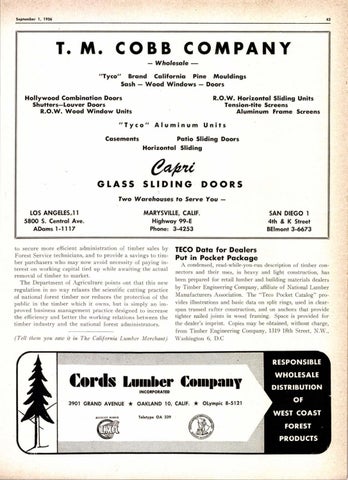 September 1, 1956
43
T. M. COBB COMPANY
— Wholesale —
"Tyco" Brand California Pine Mouldings
Sash — Wood Windows — Doors
Hollywood Combination Doors
Shutters—Louver Doors
R.O.W. Wood Window Units
R.O.W. Horizontal Sliding Units
Tension-tite Screens
Aluminum Frame Screens
"Tyco" Aluminum Units
Casements Patio Sliding Doors
Horizontal Sliding
Capri
GLASS SLIDING DOORS
Two Warehouses to Serve You —
LOS ANGELES, 11
5800 S. Central Ave.
ADams 1-1117
MARYSVILLE, CALIF.
Highway 99-E
Phone: 3-4253
SAN DIEGO 1
4th & K Street
BElmont 3-6673
to secure more efficient administration of timber sales by
Forest Service technicians, and to provide a savings to tim-
ber purchasers who may now avoid necessity of paying in-
terest on working capital tied up while awaiting the actual
removal of timber to market.
The Department of Agriculture points out that this new
regulation in no way relaxes the scientific cutting practice
of national forest timber nor reduces the protection of the
public in the timber which it owns, but is simply an im-
proved business management practice designed to increase
the efficiency and better the working relations between the
timber industry and the national forest administrators.
(Tell them you saw it in The California Lumber Merchant)
TECO Data for Dealers
Put in Pocket Package
A condensed, read-while-you-run description of timber con-
nectors and their uses, in heavy and light construction, has
been prepared for retail lumber and building materials dealers
by Timber Engineering Company, affiliate of National Lumber
Manufacturers Association. The "Teco Pocket Catalog" pro-
vides illustrations and basic data on split rings, used in clear-
span trussed rafter construction, and on anchors that provide
tighter nailed joints in wood framing. Space is provided for
the dealer's imprint. Copies may be obtained, without charge,
from Timber Engineering Company, 1319 18th Street, N.W.,
Washington 6, D.C
Cords Lumber Company
INCORPORATED
3901 GRAND AVENUE ★ OAKLAND 10, CALIF. ★ OLympic 8-5121
Teletype OA 339
RESPONSIBLE
WHOLESALE
DISTRIBUTION
OF
WEST COAST
FOREST
PRODUCTS